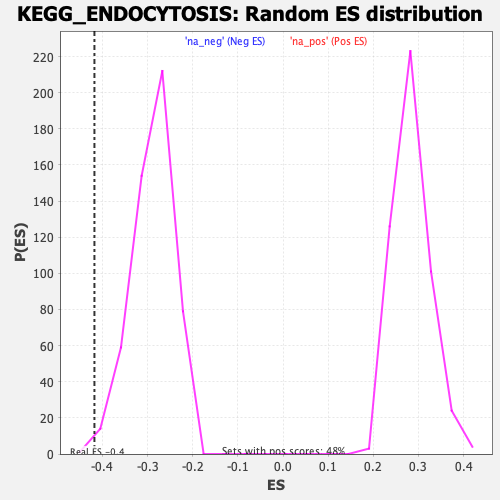 KEGG_ENDOCYTOSIS: Random ES distribution
'na_neg' (Neg ES) 'na_pos' (Pos ES)
220
200
180
160
140
120
100
80
60
40
20
0
P(ES)
Real ES -0.4
Sets with pos scores: 48%
-0.4 -0.3 -0.2 -0.1 0.0 0.1 0.2 0.3 0.4
ES